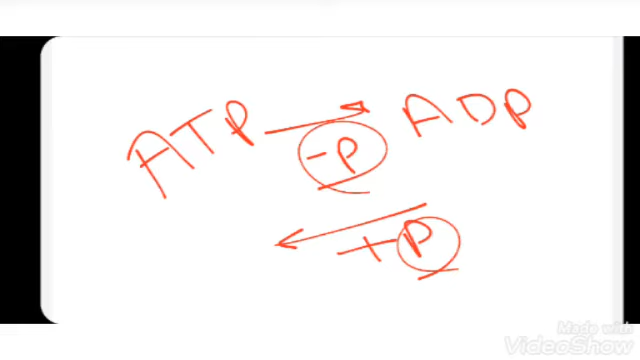 ATP → ADP
-P
← +P
Made with
VideoShow